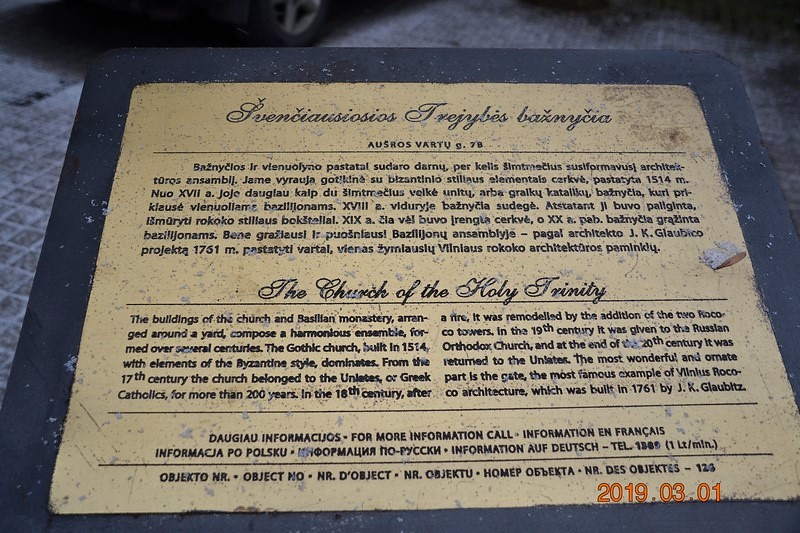 Švenčiausiosios Trejybės bažnyčia
AUŠROS VARTŲ g. 7B
Bažnyčios ir vienuolyno pastatai sudaro darnų, per kelis šimtmečius susiformavusį architek-
tūros ansamblį. Jame vyrauja gotikinė su bizantinio stiliaus elementais cerkvė, pastatyta 1514 m.
Nuo XVII a. joje daugiau kaip du šimtmečius veikė unitų, arba graikų katalikų, bažnyčia, kuri pri-
klausė vienuoliams bazilijonams. XVIII a. viduryje bažnyčia sudegė. Atstatant ji buvo pailginta,
išmūryti rokoko stiliaus bokšteliai. XIX a. čia vėl buvo įrengta cerkvė, o XX a. pab. bažnyčia grąžinta
bazilijonams. Bene gražiausi ir puošniausi Bazilijonų ansamblyje – pagal architekto J. K. Glaubico
projektą 1761 m. pastatyti vartai, vienas žymiausių Vilniaus rokoko architektūros paminklų.
The Church of the Holy Trinity
The buildings of the church and Basilian monastery, arran-
ged around a yard, compose a harmonious ensemble, for-
med over several centuries. The Gothic church, built in 1514,
with elements of the Byzantine style, dominates. From the
17th century the church belonged to the Uniates, or Greek
Catholics, for more than 200 years. In the 18th century, after
a fire, it was remodelled by the addition of the two Roco-
co towers. In the 19th century it was given to the Russian
Orthodox Church, and at the end of the 20th century it was
returned to the Uniates. The most wonderful and ornate
part is the gate, the most famous example of Vilnius Roco-
co architecture, which was built in 1761 by J. K. Glaubitz.
DAUGIAU INFORMACIJOS • FOR MORE INFORMATION CALL • INFORMATION EN FRANÇAIS
INFORMACJA PO POLSKU • ИНФОРМАЦИЯ ПО-РУССКИ • INFORMATION AUF DEUTSCH – TEL. (1 Lt/min.)
OBJEKTO NR. • OBJECT NO • NR. D'OBJECT • NR. OBJEKTU • НОМЕР ОБЪЕКТА • NR. DES OBJEKTES –
2019.03.01